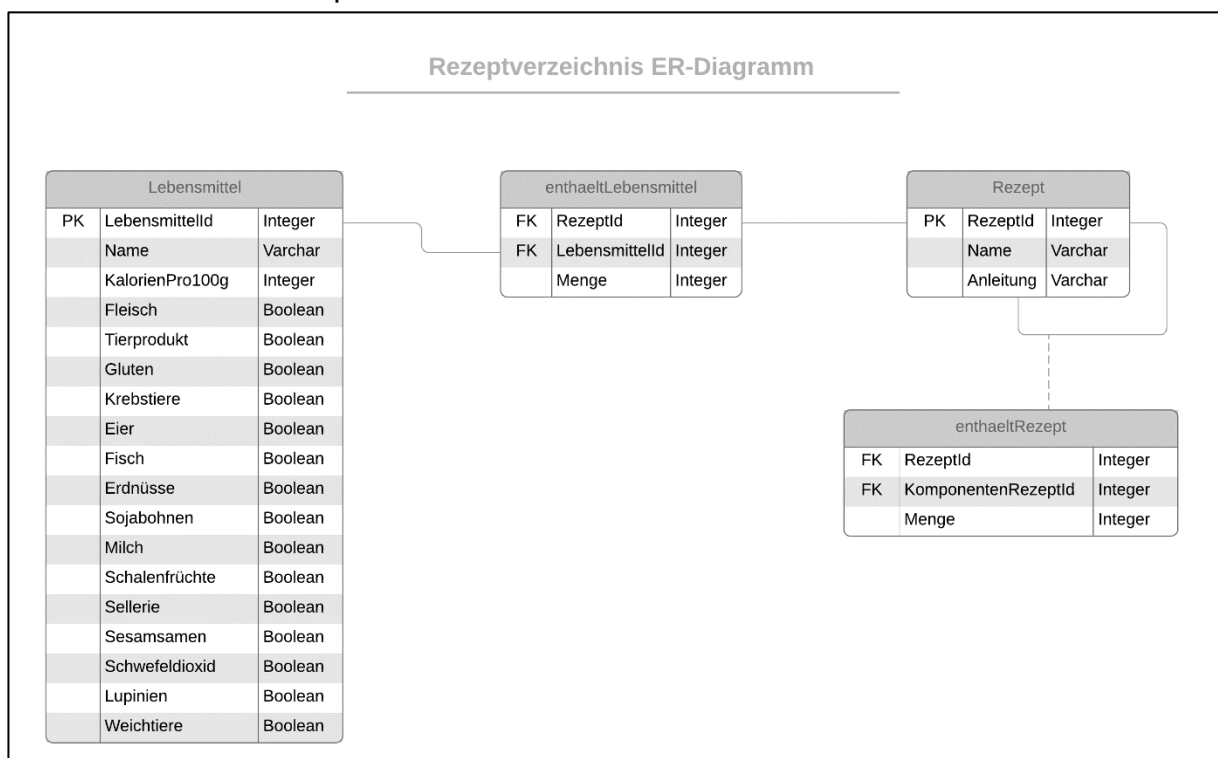 Rezeptverzeichnis ER-Diagramm
Lebensmittel
PK LebensmittelId Integer
Name Varchar
KalorienPro100g Integer
Fleisch Boolean
Tierprodukt Boolean
Gluten Boolean
Krebstiere Boolean
Eier Boolean
Fisch Boolean
Erdnüsse Boolean
Sojabohnen Boolean
Milch Boolean
Schalenfrüchte Boolean
Sellerie Boolean
Sesamsamen Boolean
Schwefeldioxid Boolean
Lupinien Boolean
Weichtiere Boolean
enthaeltLebensmittel
FK RezeptId Integer
FK LebensmittelId Integer
Menge Integer
Rezept
PK RezeptId Integer
Name Varchar
Anleitung Varchar
enthaeltRezept
FK RezeptId Integer
FK KomponentenRezeptId Integer
Menge Integer